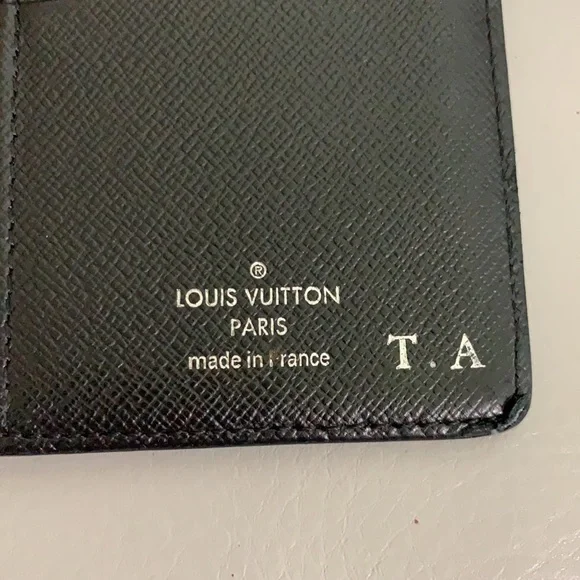 ®
LOUIS VUITTON
PARIS
made in France
T.A